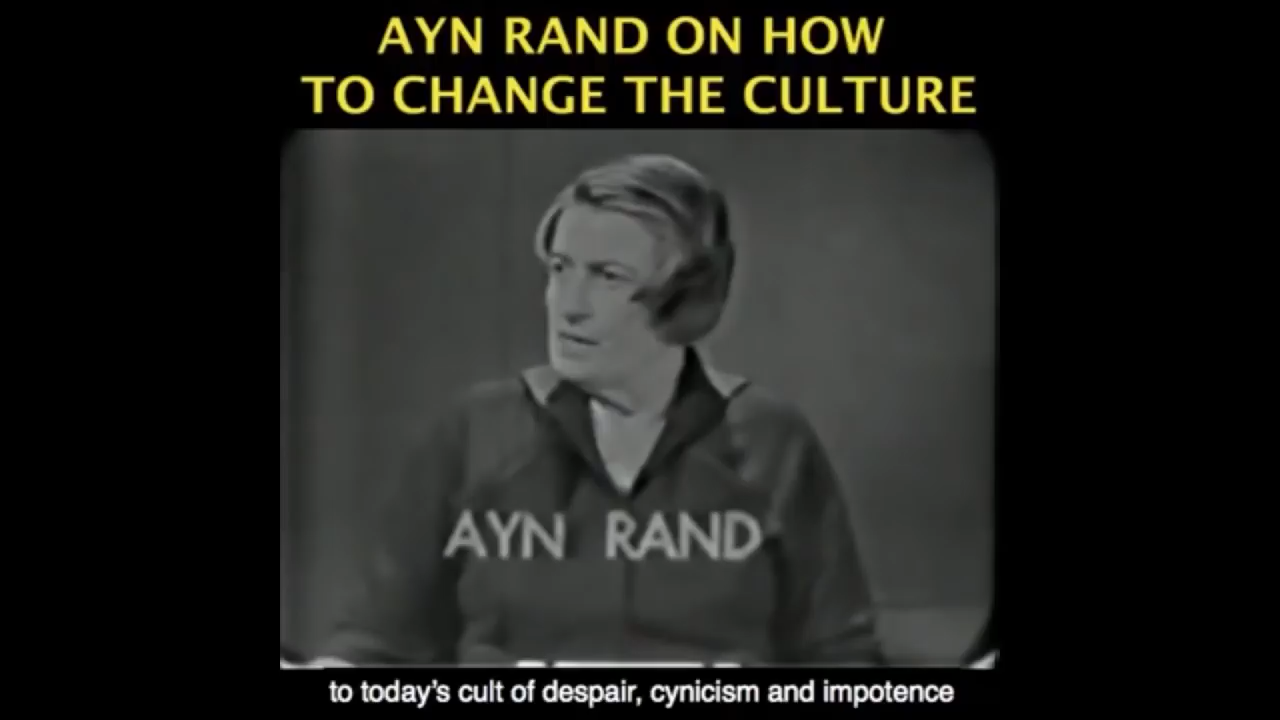 AYN RAND ON HOW
TO CHANGE THE CULTURE
AYN RAND
to today's cult of despair, cynicism and impotence